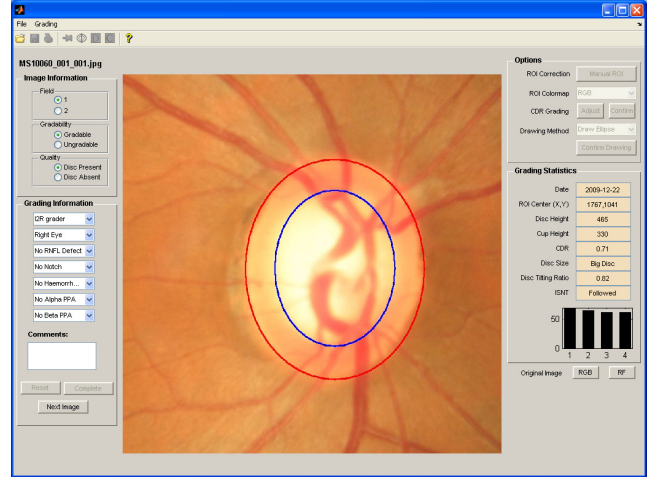 File Grading
MS10060_001_001.jpg
Image Information
Field
1
2
Gradability
Gradable
Ungradable
Quality
Disc Present
Disc Absent
Grading Information
I2R grader
Right Eye
No RNFL Defect
No Notch
No Haemorrh...
No Alpha PPA
No Beta PPA
Comments:
Reset Complete
Next Image
Options
ROI Correction Manual ROI
ROI Colormap RGB
CDR Grading Adjust Confirm
Drawing Method Draw Ellipse
Confirm Drawing
Grading Statistics
Date 2009-12-22
ROI Center (X,Y) 1767,1041
Disc Height 465
Cup Height 330
CDR 0.71
Disc Size Big Disc
Disc Tilting Ratio 0.82
ISNT Followed
50
0
1 2 3 4
Original Image RGB RF